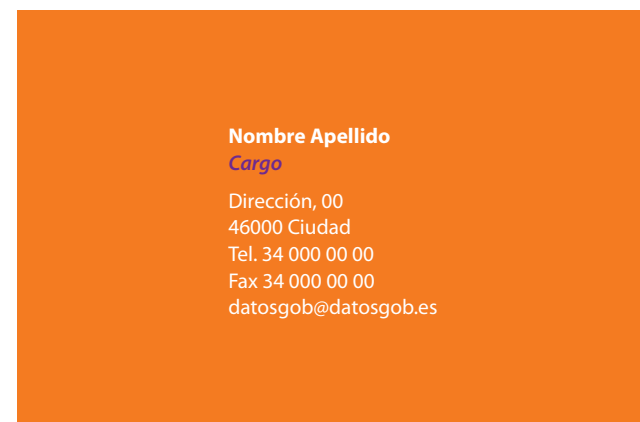 Nombre Apellido
Cargo
Dirección, 00
46000 Ciudad
Tel. 34 000 00 00
Fax 34 000 00 00
datosgob@datosgob.es